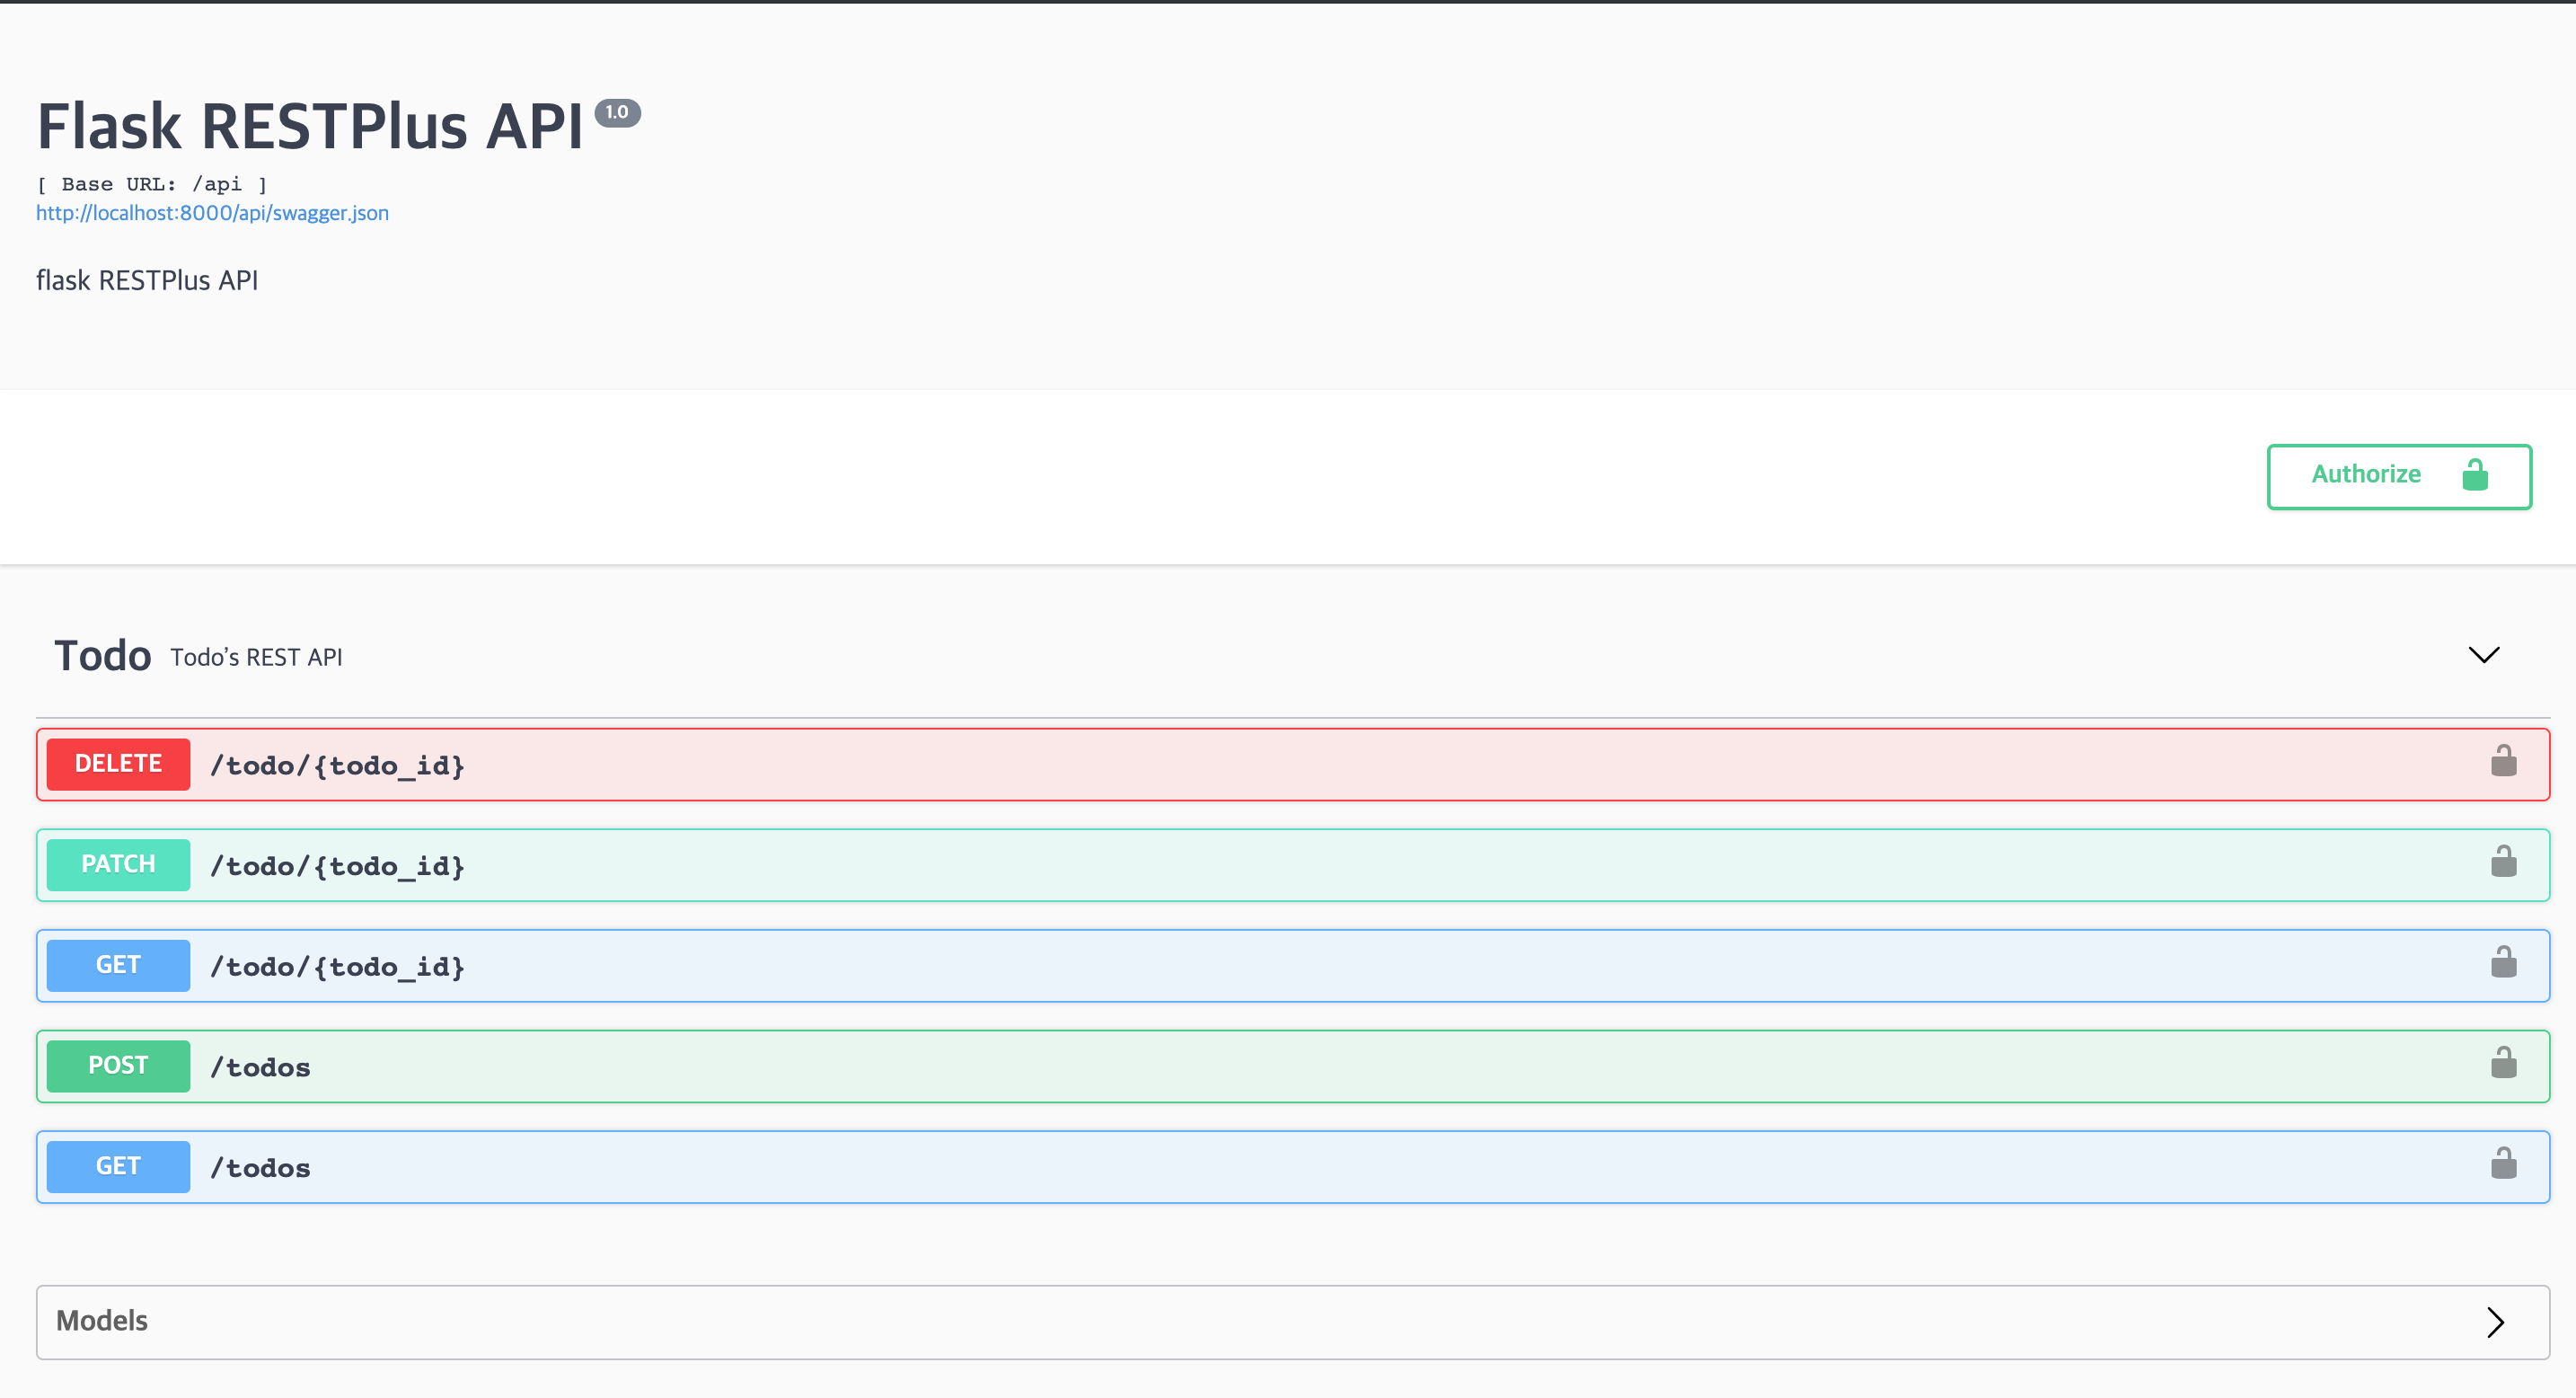 Flask RESTPlus API 1.0
[ Base URL: /api ]
http://localhost:8000/api/swagger.json
flask RESTPlus API
Authorize
Todo Todo’s REST API
DELETE /todo/{todo_id}
PATCH /todo/{todo_id}
GET /todo/{todo_id}
POST /todos
GET /todos
Models